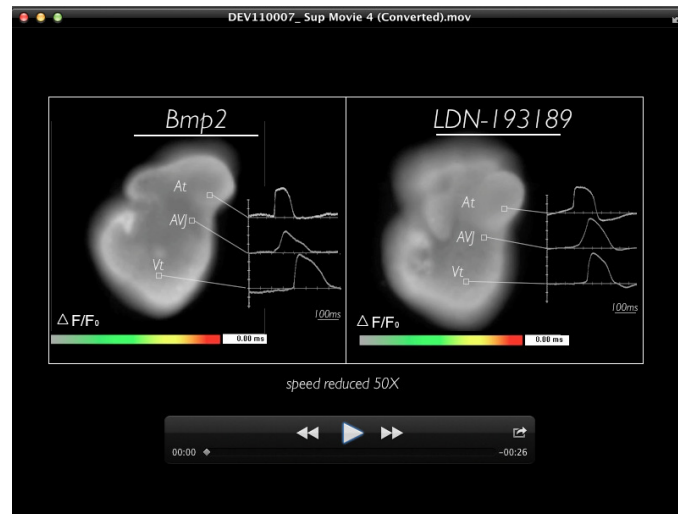 DEV110007_ Sup Movie 4 (Converted).mov
Bmp2
At
AVJ
Vt
100ms
△ F/F₀
0.00 ms
LDN-193189
At
AVJ
Vt
100ms
△ F/F₀
0.00 ms
speed reduced 50X
00:00
-00:26